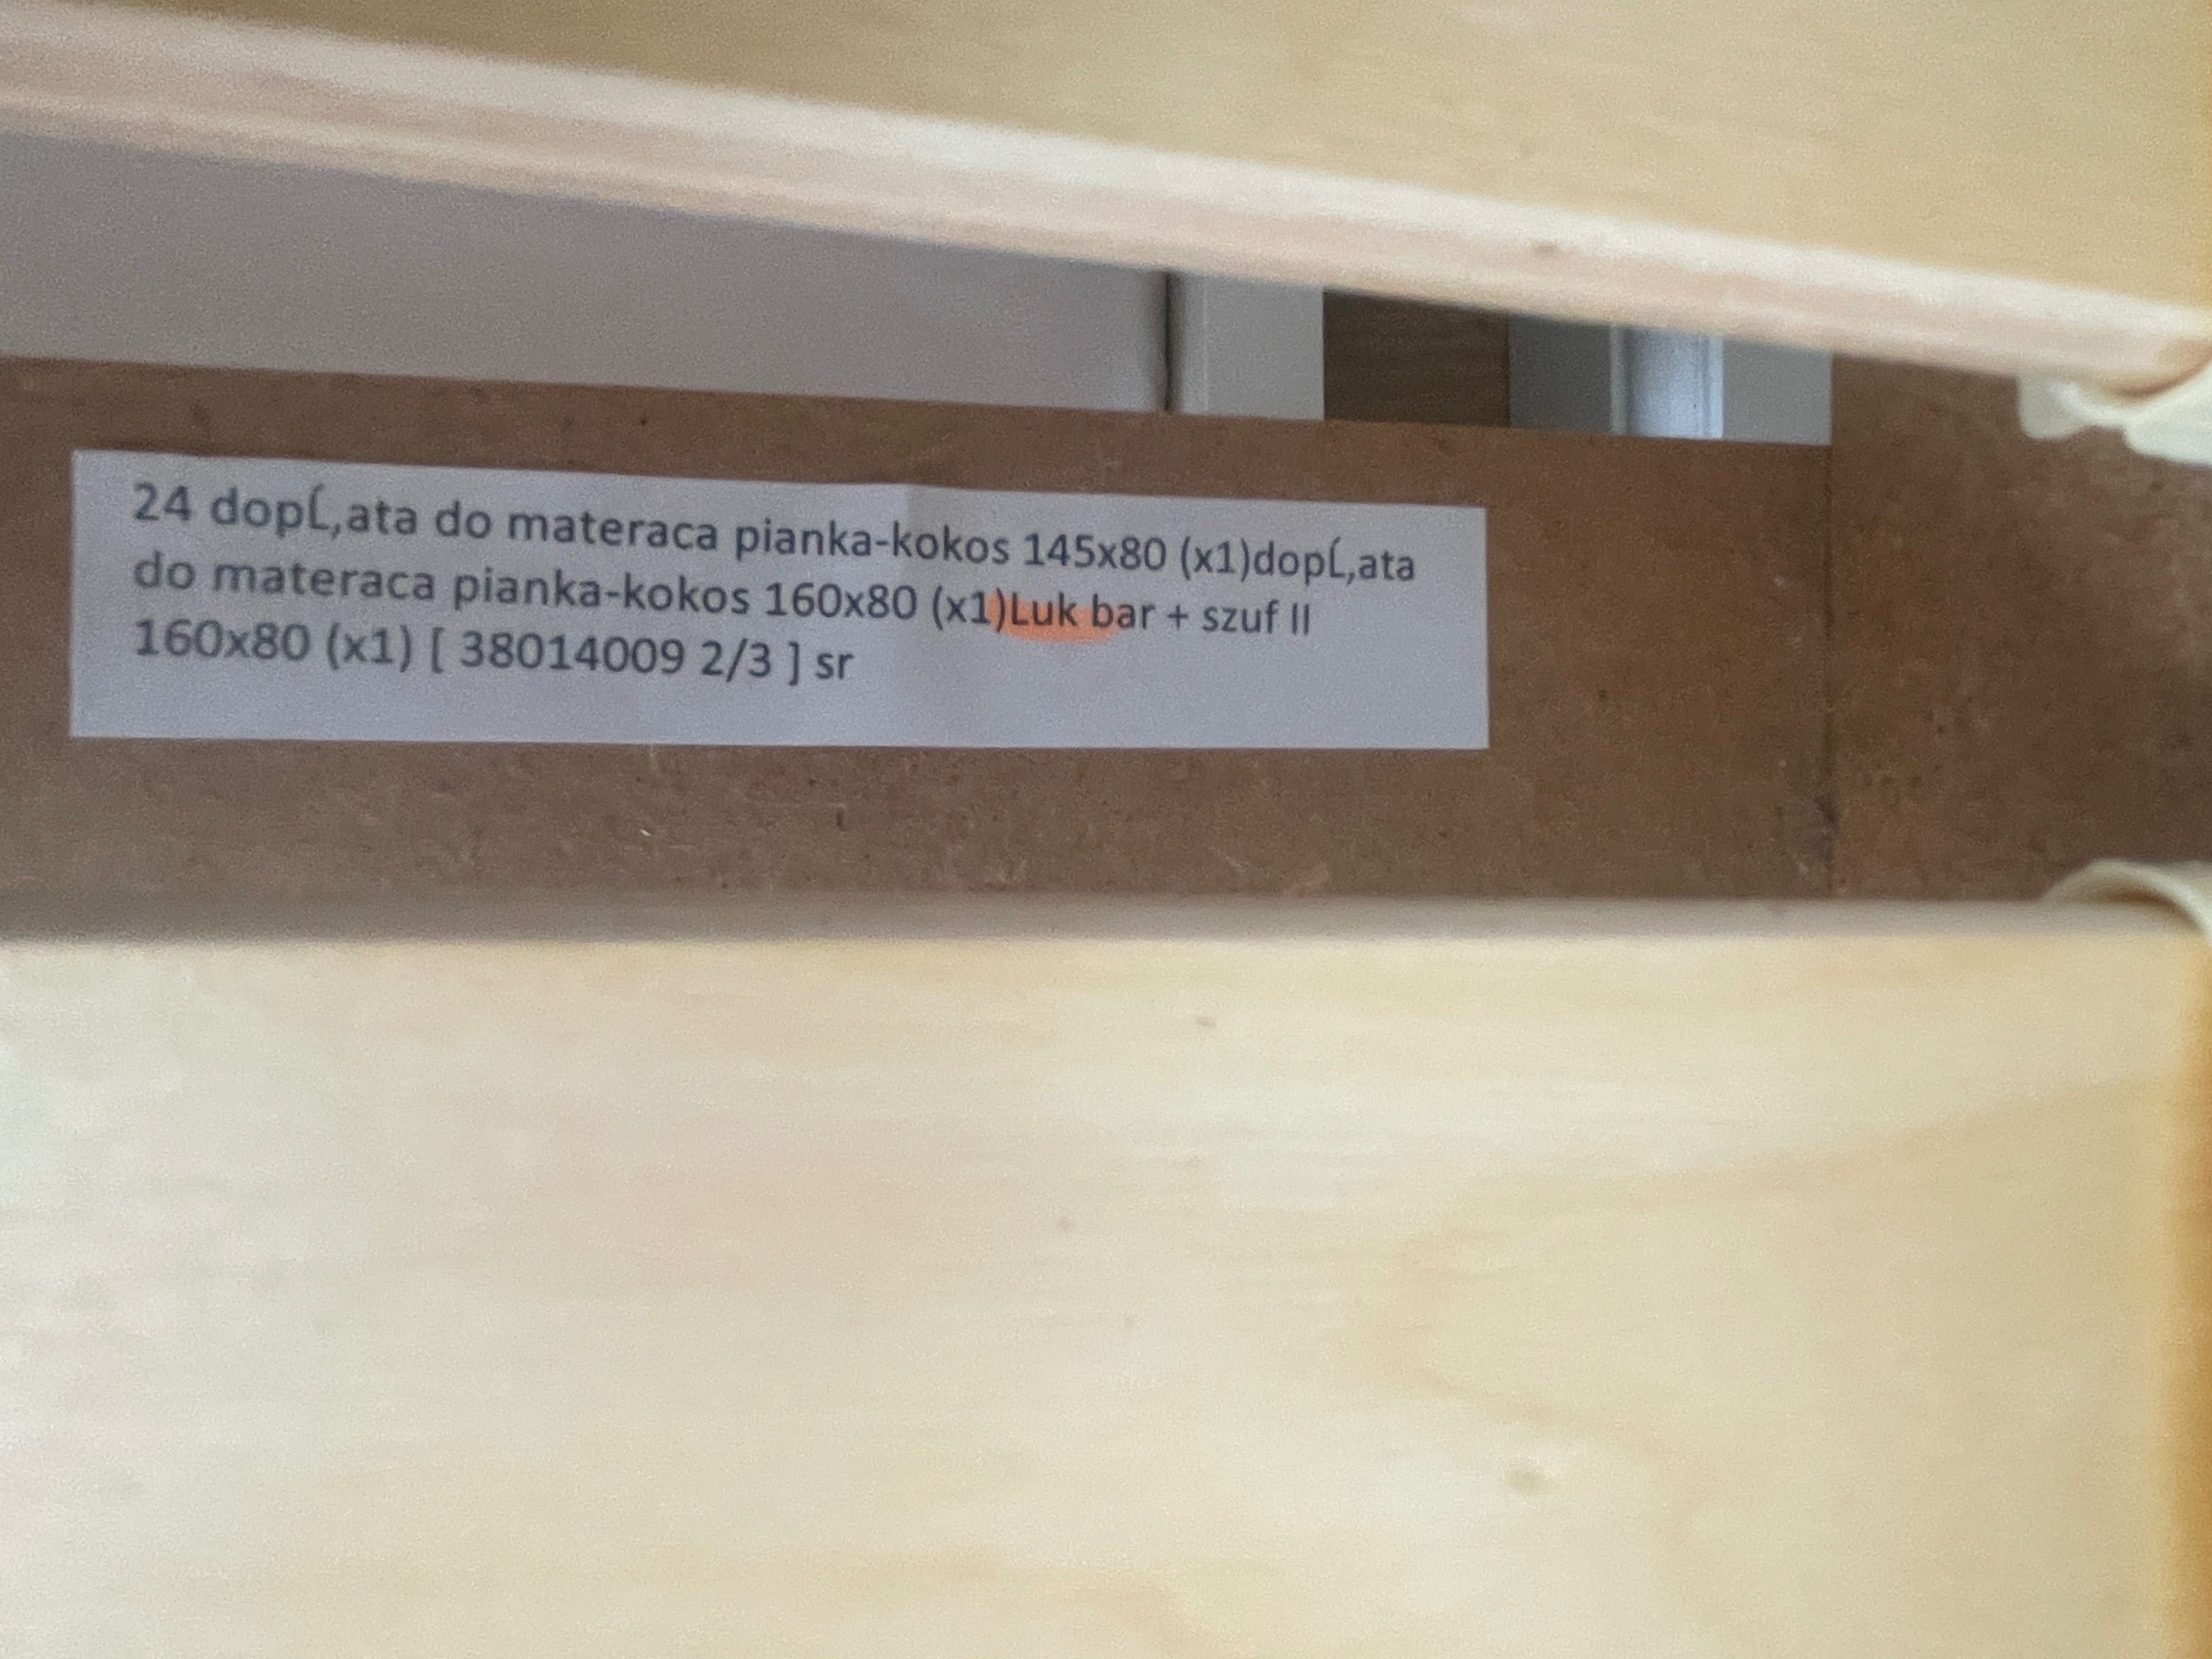 24 dopĹ‚ata do materaca pianka-kokos 145x80 (x1)dopĹ‚ata
do materaca pianka-kokos 160x80 (x1)Luk bar + szuf II
160x80 (x1) [ 38014009 2/3 ] sr